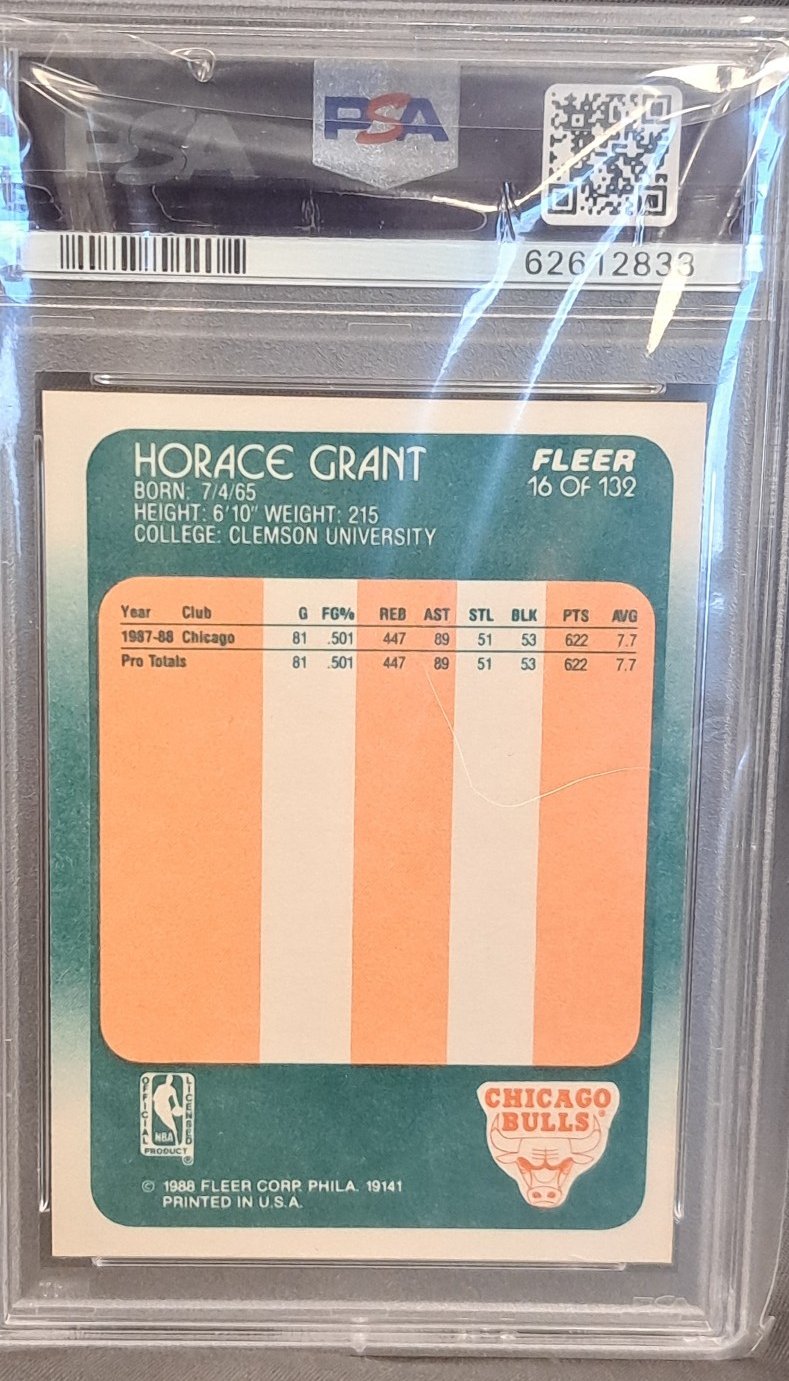 PSA PSA
62612833
HORACE GRANT
FLEER
BORN: 7/4/65
16 OF 132
HEIGHT: 6'10" WEIGHT: 215
COLLEGE: CLEMSON UNIVERSITY
Year Club G FG% REB AST STL BLK PTS AVG
1987-88 Chicago 81 .501 447 89 51 53 622 7.7
Pro Totals 81 .501 447 89 51 53 622 7.7
OFFICIAL NBA LICENSED
PRODUCT ®
CHICAGO
BULLS ®
© 1988 FLEER CORP. PHILA. 19141
PRINTED IN U.S.A.
PSA